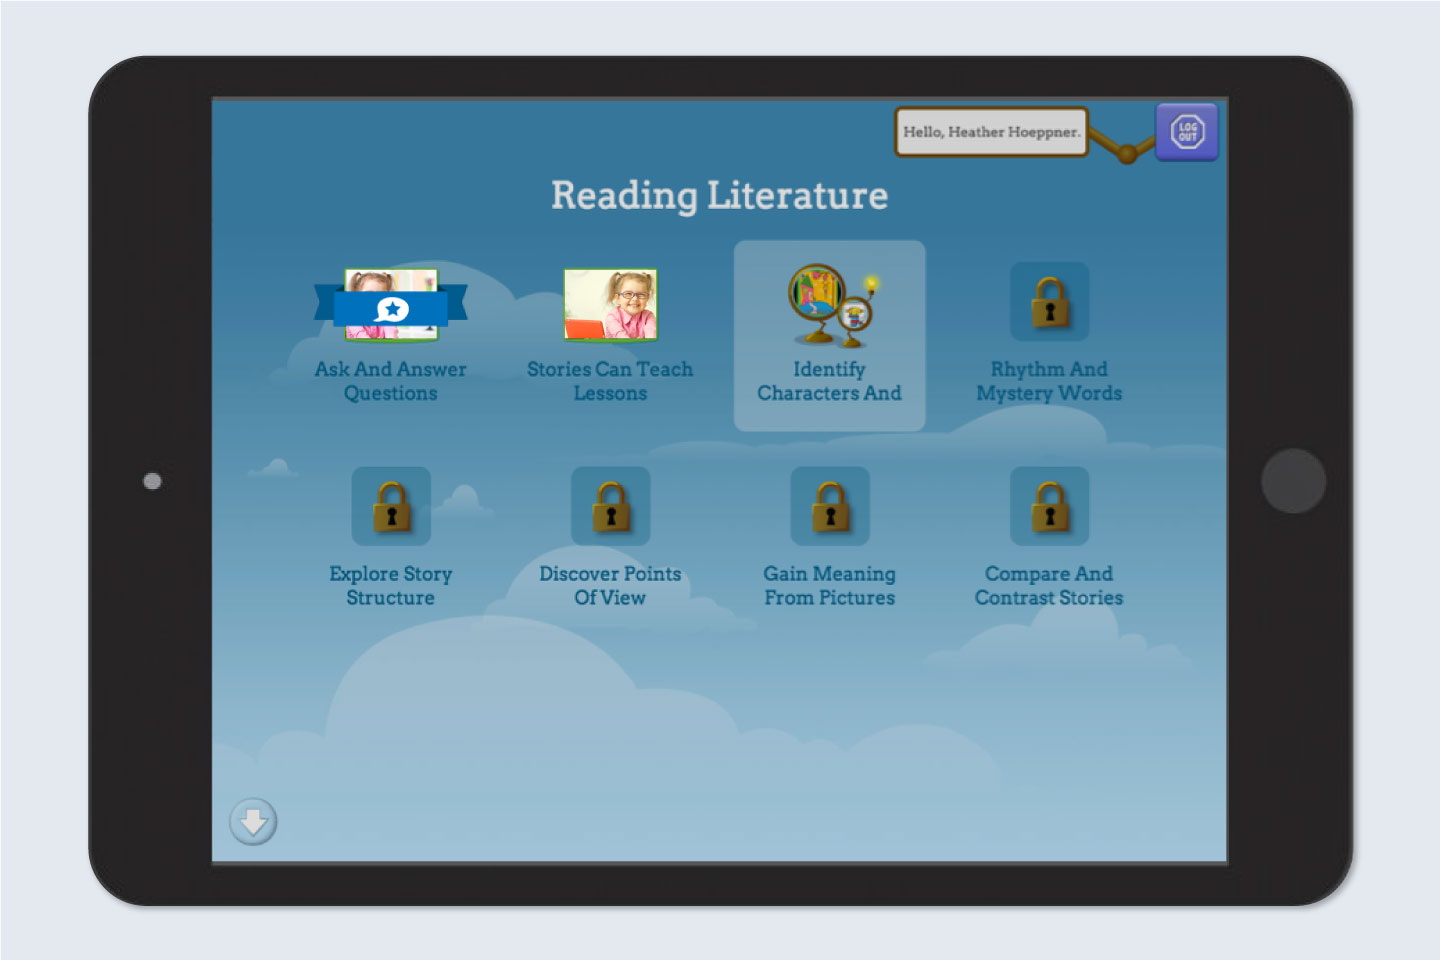 Hello, Heather Hoeppner.
LOG
OUT
Reading Literature
Ask And Answer
Questions
Stories Can Teach
Lessons
Identify
Characters And
Rhythm And
Mystery Words
Explore Story
Structure
Discover Points
Of View
Gain Meaning
From Pictures
Compare And
Contrast Stories